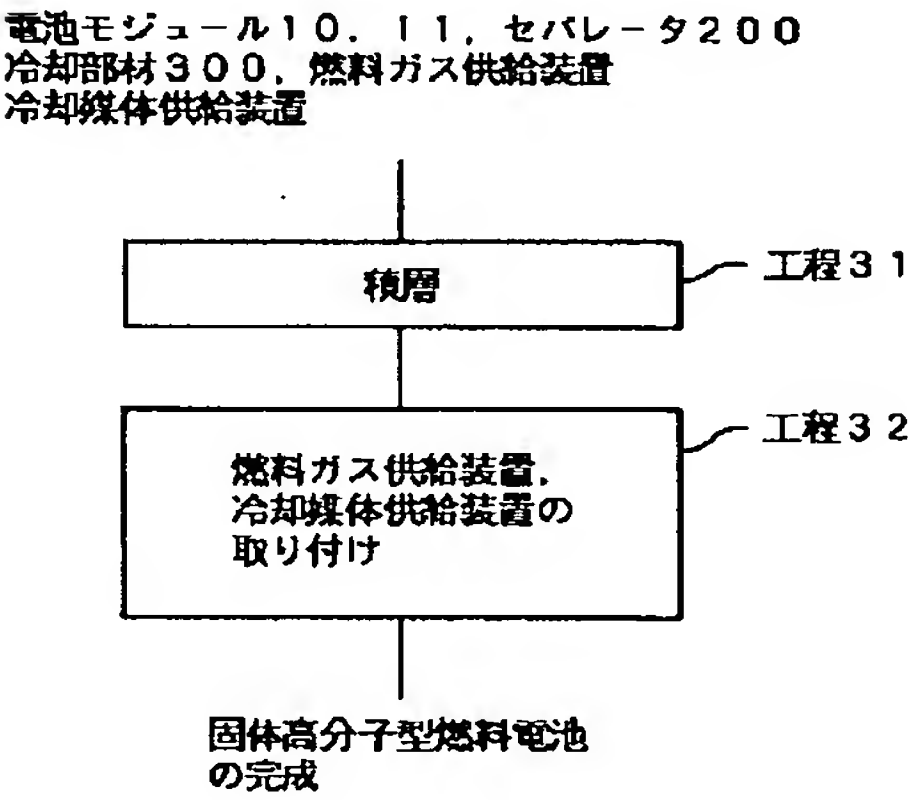 電池モジュール10．11，セパレータ200
冷却部材300，燃料ガス供給装置
冷却媒体供給装置
積層
工程31
工程32
燃料ガス供給装置，
冷却媒体供給装置の
取り付け
固体高分子型燃料電池
の完成